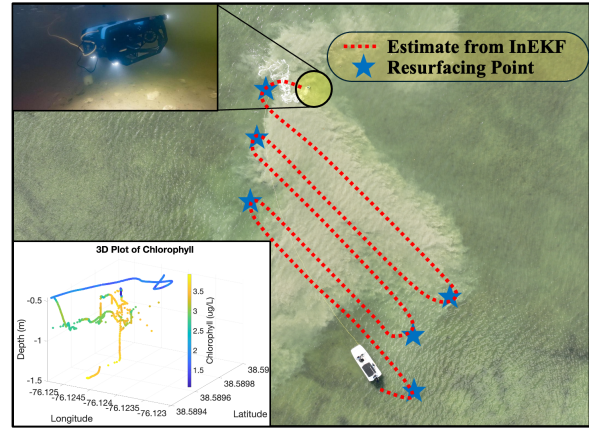 Estimate from InEKF
Resurfacing Point
3D Plot of Chlorophyll
-0.5
-1
-1.5
Depth (m)
-76.125
-76.1245
-76.124
-76.1235
-76.123
Longitude
38.5894
38.5896
38.5898
38.59
Latitude
3.5
3
2.5
2
1.5
Chlorophyll (ug/L)